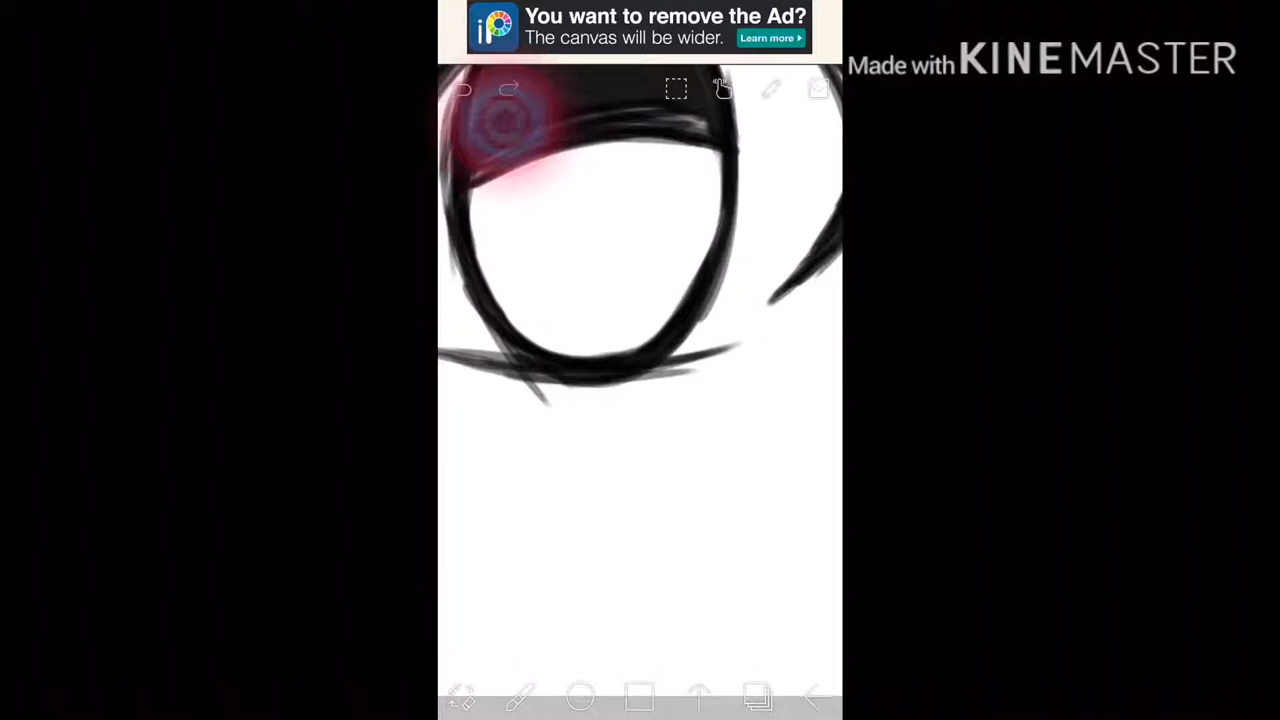 You want to remove the Ad?
The canvas will be wider.
Learn more
Made with KINEMASTER